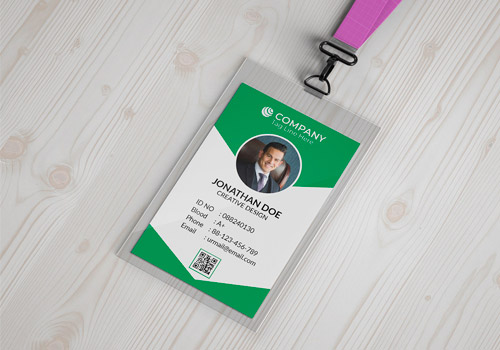 COMPANY
Tag Line Here
JONATHAN DOE
CREATIVE DESIGN
ID NO : 088240130
Blood : A+
Phone : 88-123-456-789
Email : urmail@email.com